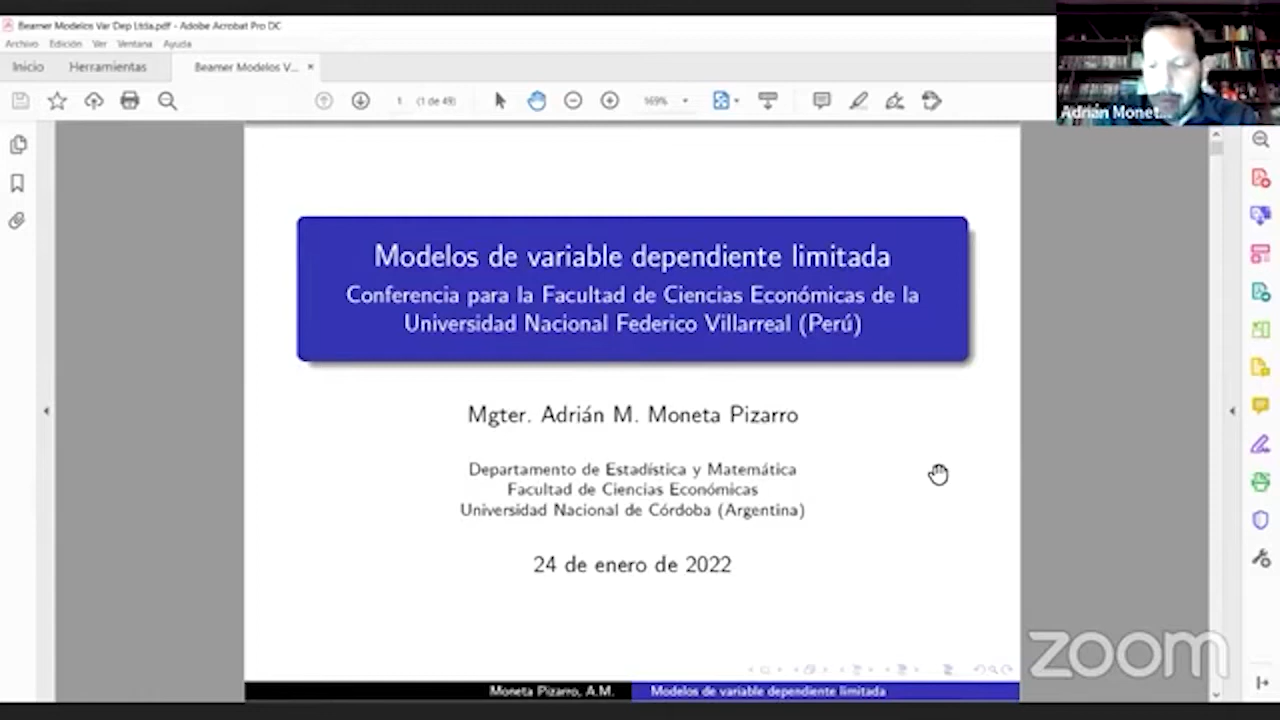 Beamer Modelos Var Dep Ltda.pdf - Adobe Acrobat Pro DC
Archivo Edición Ver Ventana Ayuda
Inicio Herramientas Beamer Modelos V... ×
1 (1 de 49) 169%
Adrián Monet...
Modelos de variable dependiente limitada
Conferencia para la Facultad de Ciencias Económicas de la
Universidad Nacional Federico Villarreal (Perú)
Mgter. Adrián M. Moneta Pizarro
Departamento de Estadística y Matemática
Facultad de Ciencias Económicas
Universidad Nacional de Córdoba (Argentina)
24 de enero de 2022
zoom
Moneta Pizarro, A.M. Modelos de variable dependiente limitada